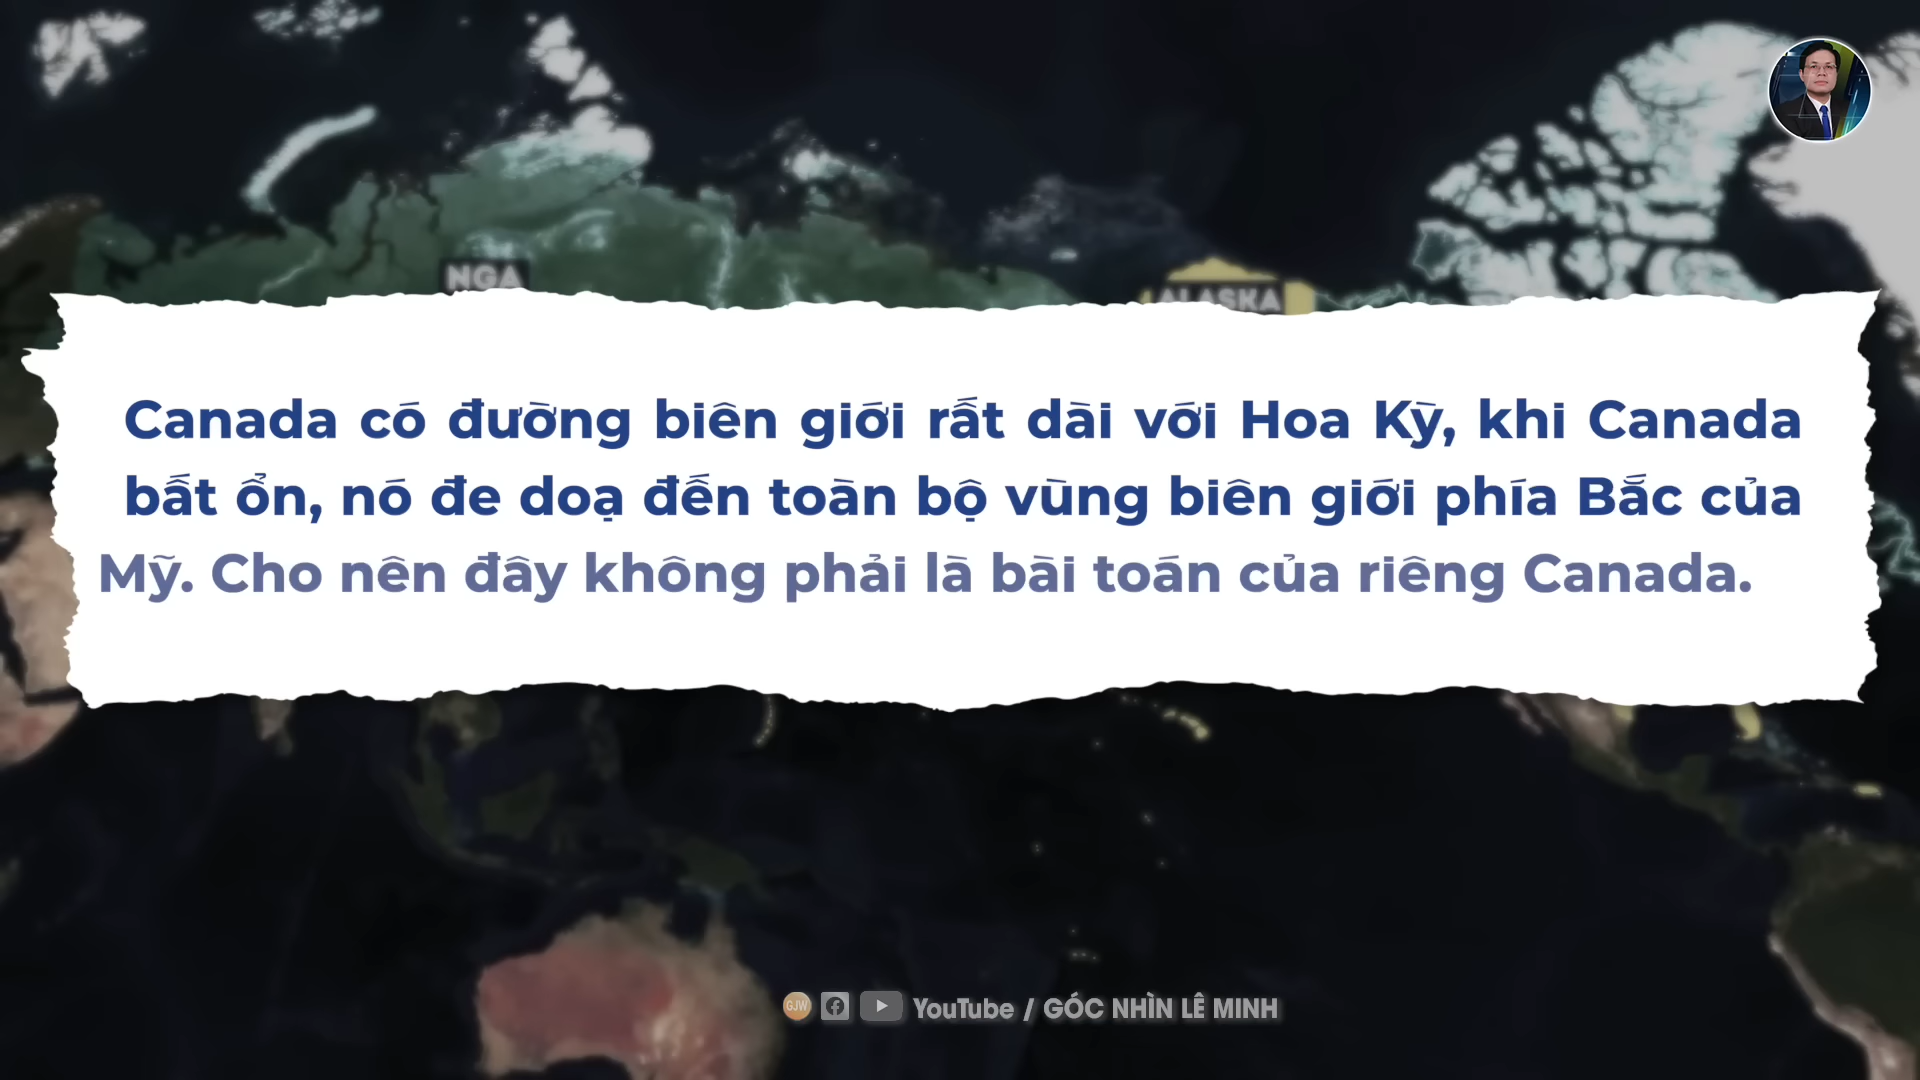 NGA
ALASKA
Canada có đường biên giới rất dài với Hoa Kỳ, khi Canada
bất ổn, nó đe doạ đến toàn bộ vùng biên giới phía Bắc của
Mỹ. Cho nên đây không phải là bài toán của riêng Canada.
GJW YouTube / GÓC NHÌN LÊ MINH